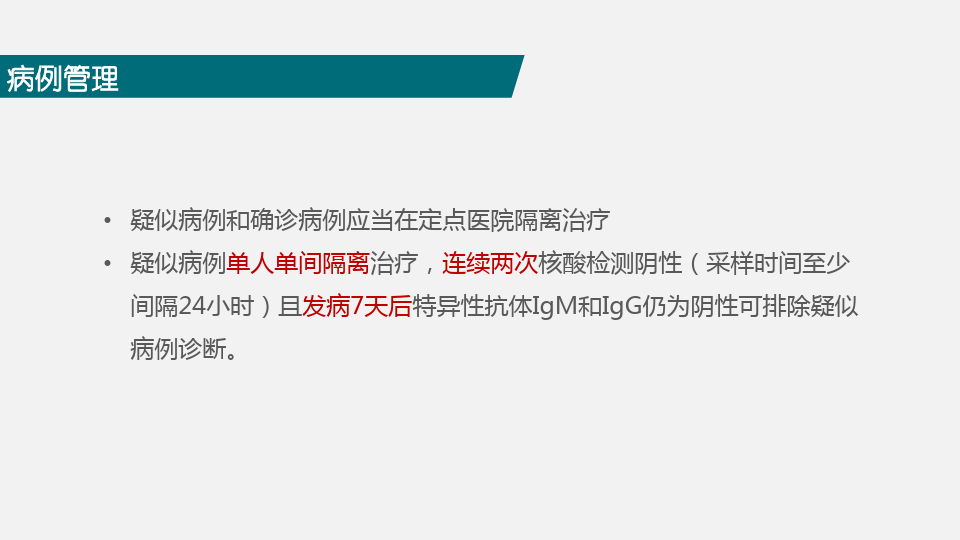 病例管理
• 疑似病例和确诊病例应当在定点医院隔离治疗
• 疑似病例单人单间隔离治疗，连续两次核酸检测阴性（采样时间至少
间隔24小时）且发病7天后特异性抗体IgM和IgG仍为阴性可排除疑似
病例诊断。